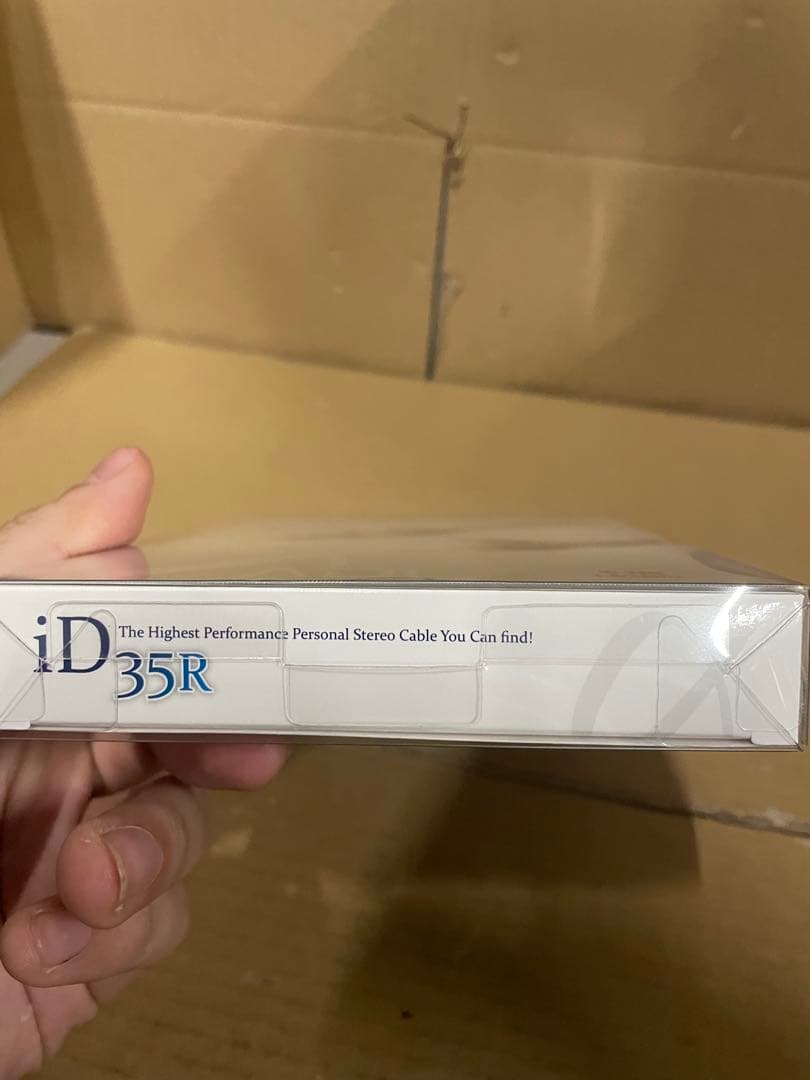 iD The Highest Performance Personal Stereo Cable You Can find!
35R